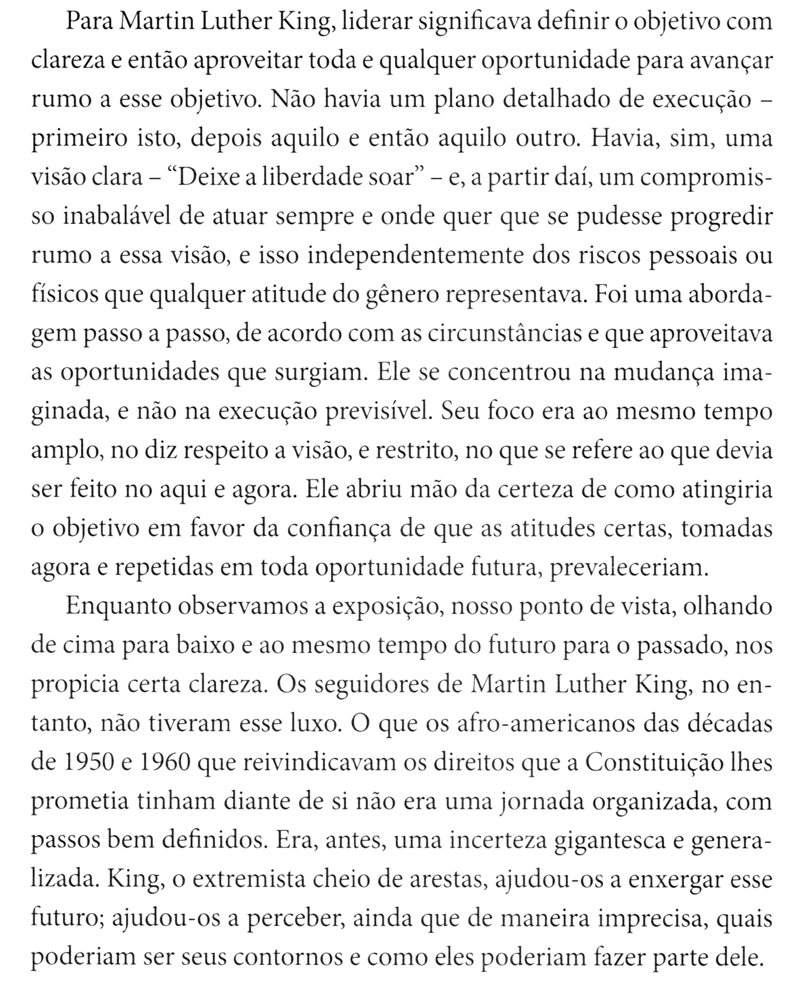 Para Martin Luther King, liderar significava definir o objetivo com
clareza e então aproveitar toda e qualquer oportunidade para avançar
rumo a esse objetivo. Não havia um plano detalhado de execução –
primeiro isto, depois aquilo e então aquilo outro. Havia, sim, uma
visão clara – “Deixe a liberdade soar” – e, a partir daí, um compromis-
so inabalável de atuar sempre e onde quer que se pudesse progredir
rumo a essa visão, e isso independentemente dos riscos pessoais ou
físicos que qualquer atitude do gênero representava. Foi uma aborda-
gem passo a passo, de acordo com as circunstâncias e que aproveitava
as oportunidades que surgiam. Ele se concentrou na mudança ima-
ginada, e não na execução previsível. Seu foco era ao mesmo tempo
amplo, no diz respeito a visão, e restrito, no que se refere ao que devia
ser feito no aqui e agora. Ele abriu mão da certeza de como atingiria
o objetivo em favor da confiança de que as atitudes certas, tomadas
agora e repetidas em toda oportunidade futura, prevaleceriam.
Enquanto observamos a exposição, nosso ponto de vista, olhando
de cima para baixo e ao mesmo tempo do futuro para o passado, nos
propicia certa clareza. Os seguidores de Martin Luther King, no en-
tanto, não tiveram esse luxo. O que os afro-americanos das décadas
de 1950 e 1960 que reivindicavam os direitos que a Constituição lhes
prometia tinham diante de si não era uma jornada organizada, com
passos bem definidos. Era, antes, uma incerteza gigantesca e genera-
lizada. King, o extremista cheio de arestas, ajudou-os a enxergar esse
futuro; ajudou-os a perceber, ainda que de maneira imprecisa, quais
poderiam ser seus contornos e como eles poderiam fazer parte dele.